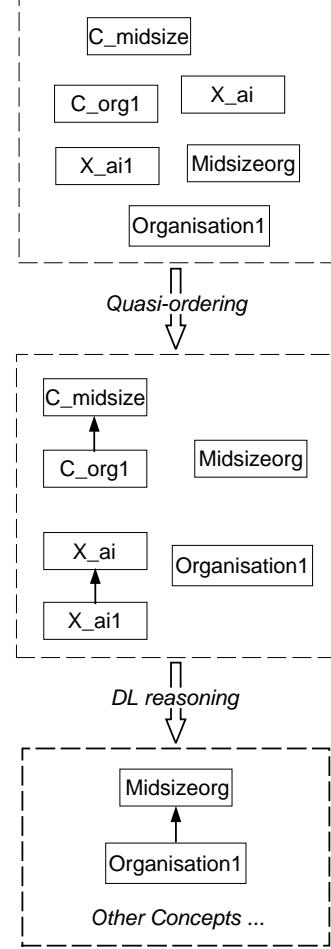 C_midsize
C_org1
X_ai
X_ai1
Midsizeorg
Organisation1
Quasi-ordering
C_midsize
C_org1
Midsizeorg
X_ai
Organisation1
X_ai1
DL reasoning
Midsizeorg
Organisation1
Other Concepts ...